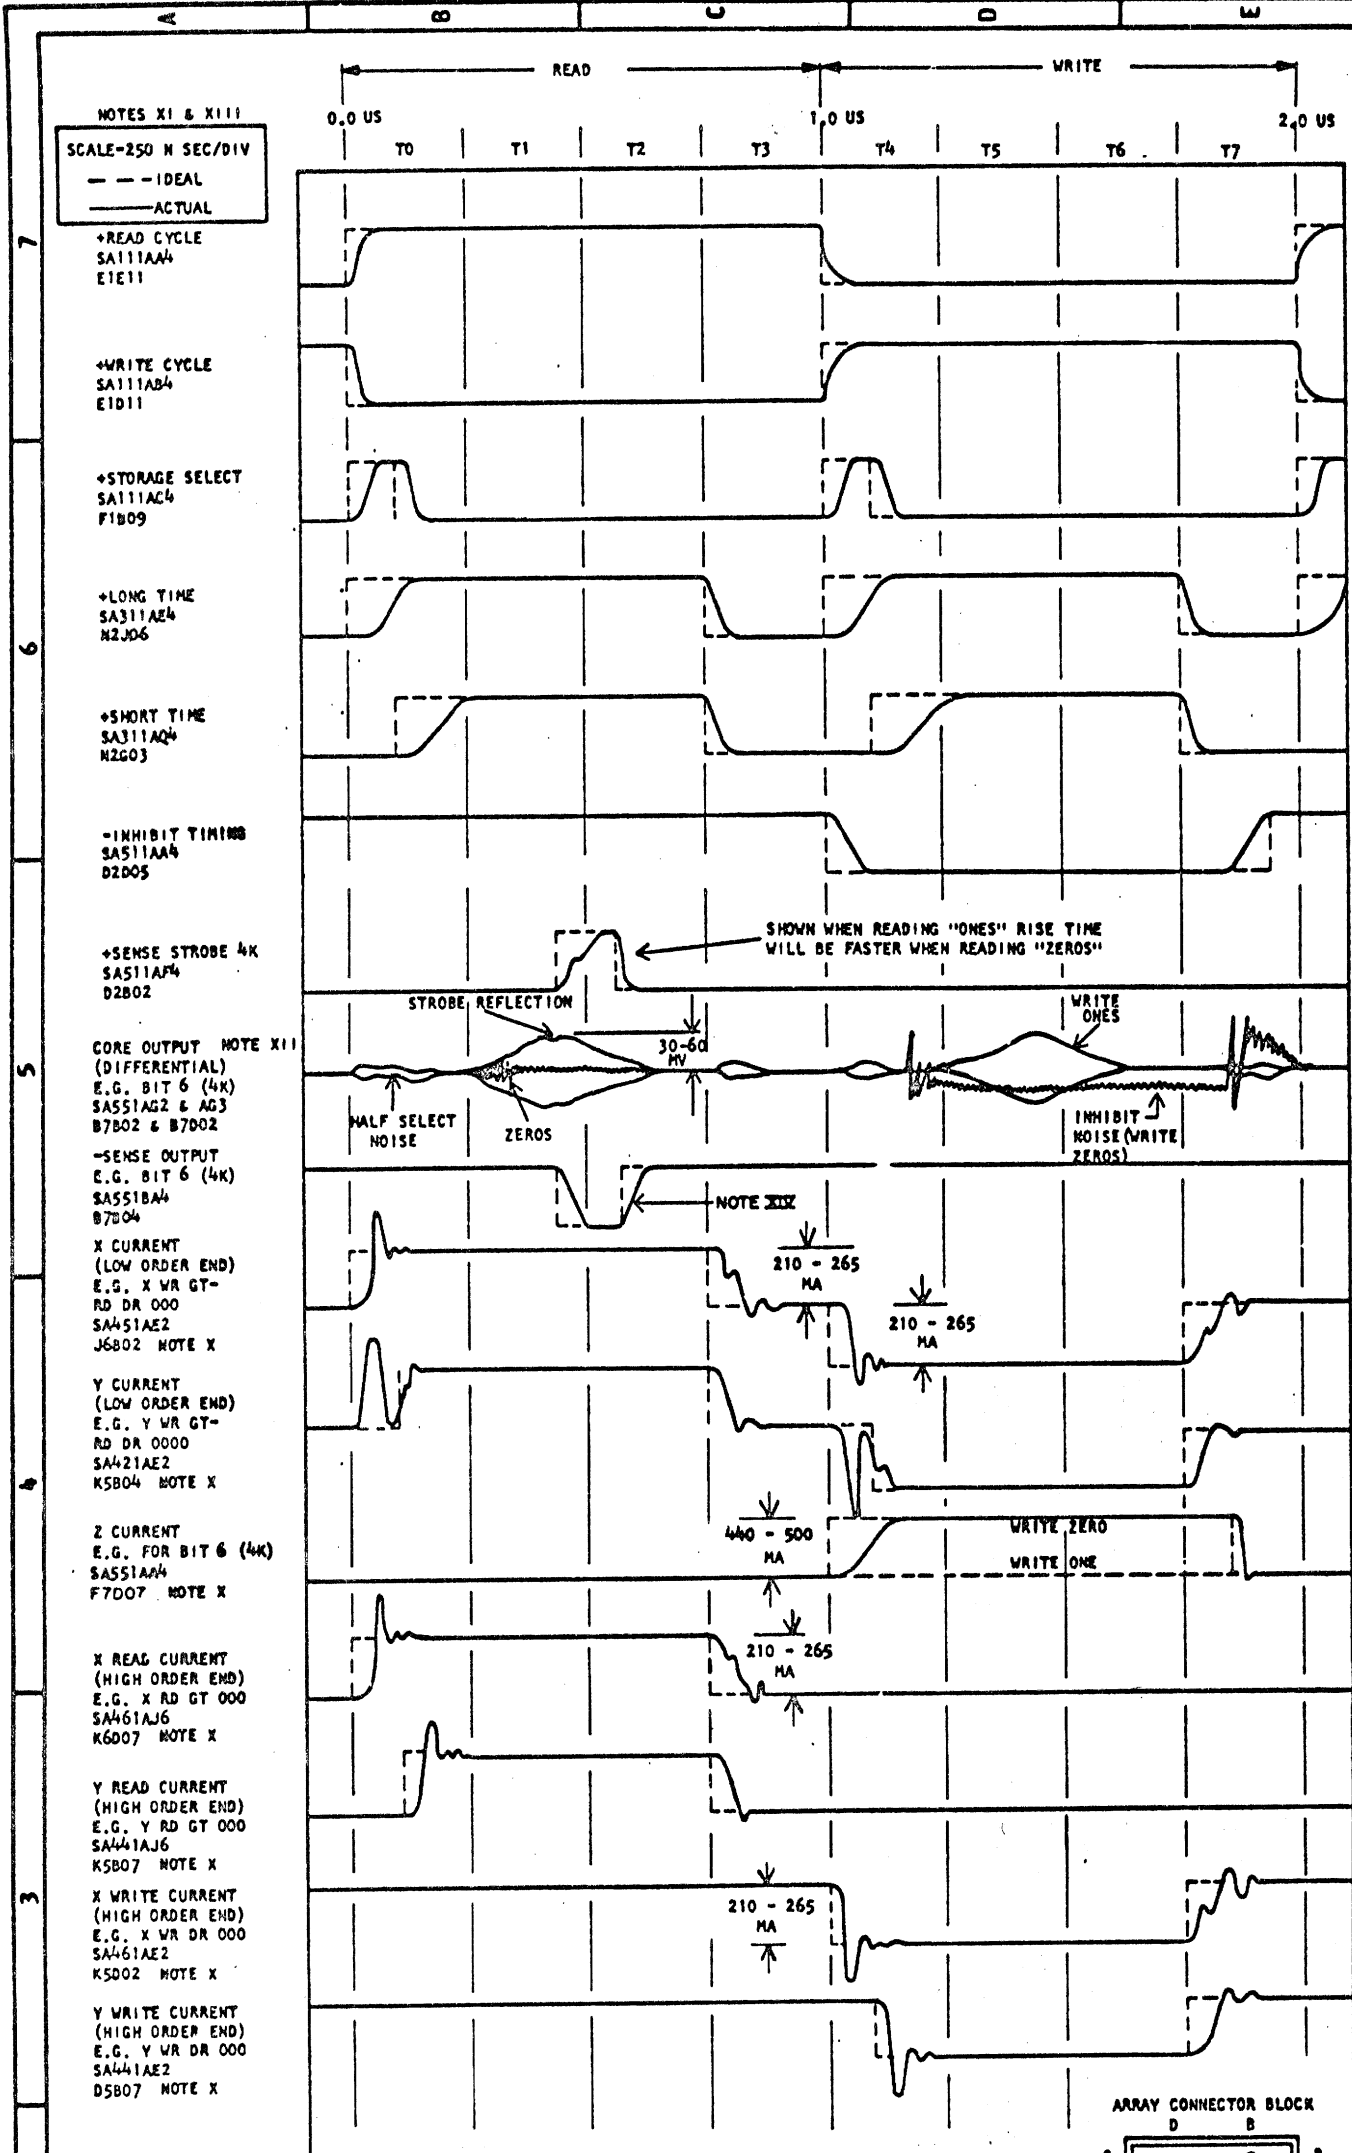 A B C D E
READ WRITE
NOTES XI & XIII
0.0 US 1.0 US 2.0 US
SCALE=250 N SEC/DIV
- - - IDEAL
ACTUAL
T0 T1 T2 T3 T4 T5 T6 T7
7
+READ CYCLE
SA111AA4
E1E11
+WRITE CYCLE
SA111AB4
E1D11
+STORAGE SELECT
SA111AC4
F1B09
6
+LONG TIME
SA311AE4
N2J06
+SHORT TIME
SA311AQ4
N2G03
-INHIBIT TIMING
SA511AA4
D2D05
+SENSE STROBE 4K
SA511AF4
D2B02
SHOWN WHEN READING "ONES" RISE TIME
WILL BE FASTER WHEN READING "ZEROS"
STROBE REFLECTION
WRITE
ONES
5
CORE OUTPUT NOTE XII
(DIFFERENTIAL)
E.G. BIT 6 (4K)
SA551AG2 & AG3
B7B02 & B7D02
30-60
MV
HALF SELECT
NOISE
ZEROS
INHIBIT
NOISE(WRITE
ZEROS)
-SENSE OUTPUT
E.G. BIT 6 (4K)
SA551BA4
B7B04
NOTE XIV
X CURRENT
(LOW ORDER END)
E.G. X WR GT-
RD DR 000
SA451AE2
J6B02 NOTE X
210 - 265
MA
210 - 265
MA
4
Y CURRENT
(LOW ORDER END)
E.G. Y WR GT-
RD DR 0000
SA421AE2
K5B04 NOTE X
Z CURRENT
E.G. FOR BIT 6 (4K)
SA551AA4
F7D07 NOTE X
440 - 500
MA
WRITE ZERO
WRITE ONE
X READ CURRENT
(HIGH ORDER END)
E.G. X RD GT 000
SA461AJ6
K6D07 NOTE X
210 - 265
MA
Y READ CURRENT
(HIGH ORDER END)
E.G. Y RD GT 000
SA441AJ6
K5B07 NOTE X
3
X WRITE CURRENT
(HIGH ORDER END)
E.G. X WR DR 000
SA461AE2
K5D02 NOTE X
210 - 265
MA
Y WRITE CURRENT
(HIGH ORDER END)
E.G. Y WR DR 000
SA441AE2
D5B07 NOTE X
ARRAY CONNECTOR BLOCK
D B